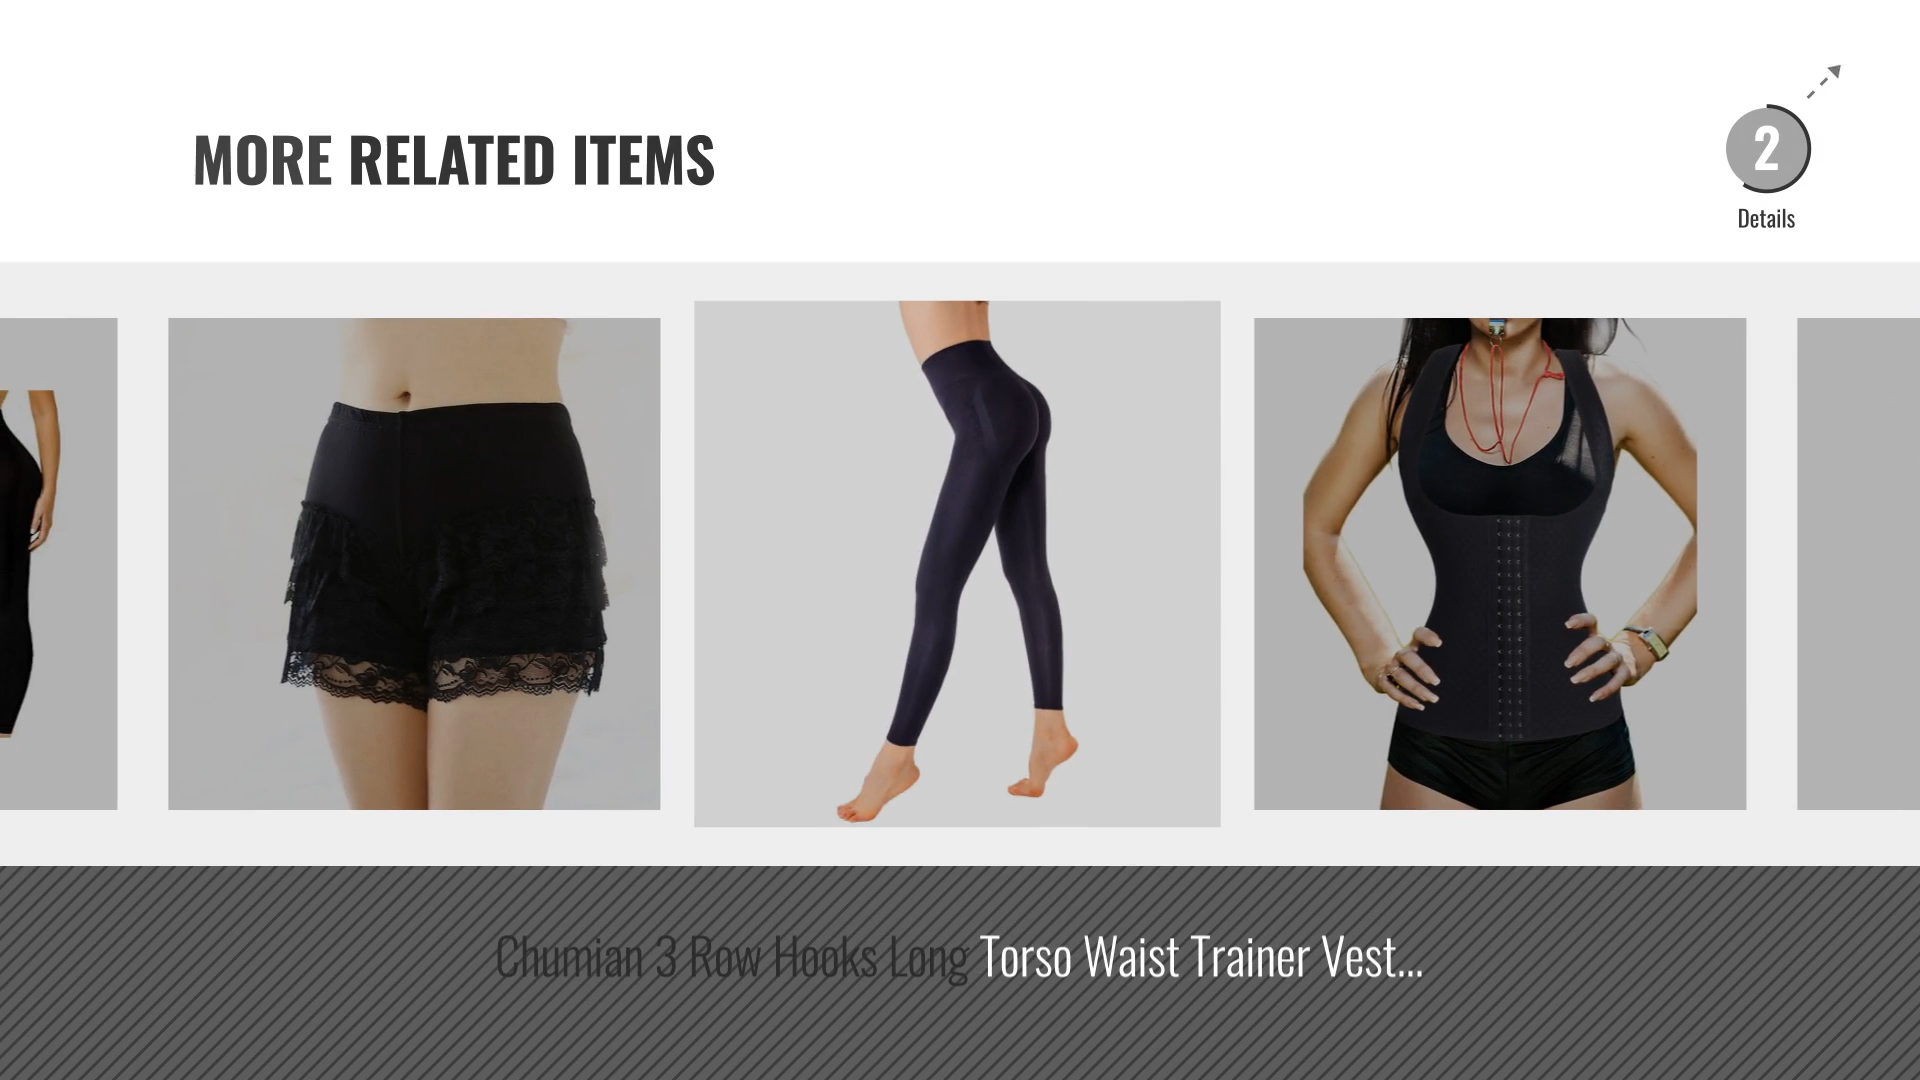 MORE RELATED ITEMS
2
Details
Chumian 3 Row Hooks Long Torso Waist Trainer Vest...